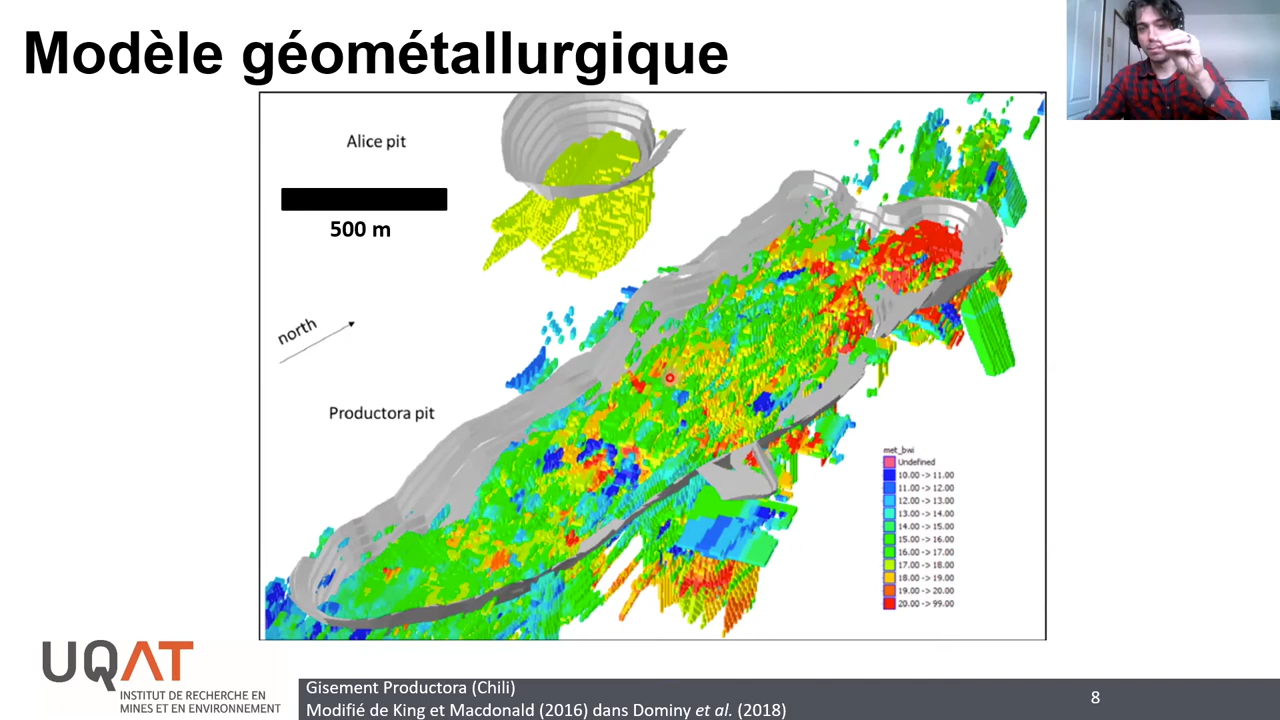 Modèle géométallurgique
Alice pit
500 m
north
Productora pit
met_bwi
Undefined
10.00 -> 11.00
11.00 -> 12.00
12.00 -> 13.00
13.00 -> 14.00
14.00 -> 15.00
15.00 -> 16.00
16.00 -> 17.00
17.00 -> 18.00
18.00 -> 19.00
19.00 -> 20.00
20.00 -> 99.00
UQAT
INSTITUT DE RECHERCHE EN
MINES ET EN ENVIRONNEMENT
Gisement Productora (Chili)
Modifié de King et Macdonald (2016) dans Dominy et al. (2018)
8